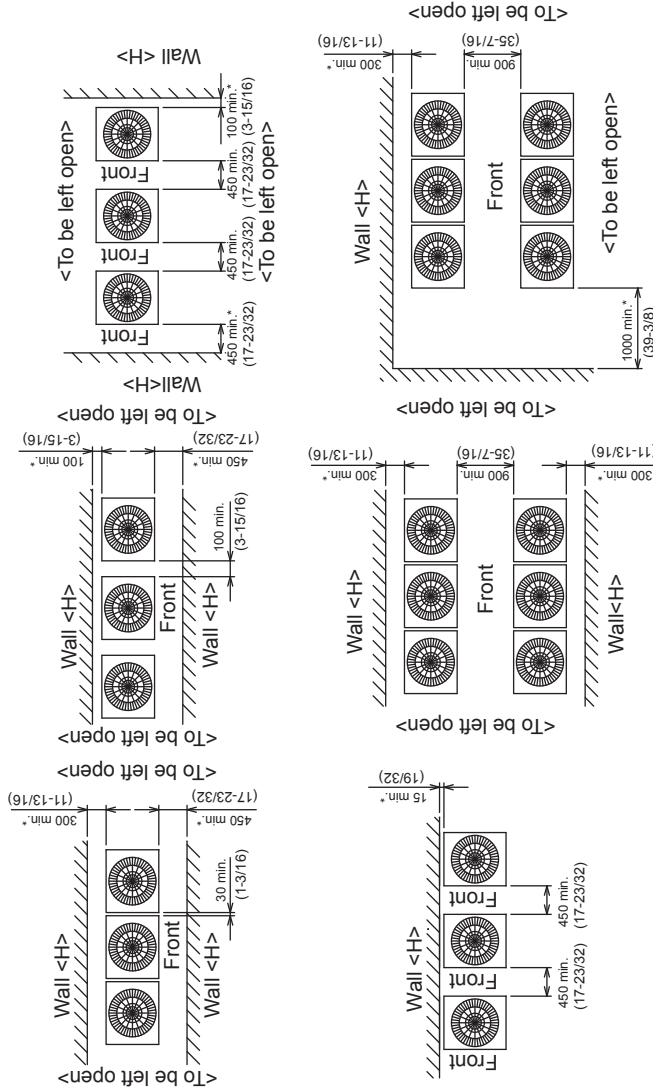 <To be left open>
Wall <H>
Wall<H>
Front
Front
Front
450 min.*
(17-23/32)
450 min.
(17-23/32)
450 min.
(17-23/32)
100 min.*
(3-15/16)
<To be left open>
<To be left open>
300 min.*
(11-13/16)
900 min.
(35-7/16)
Wall <H>
Front
<To be left open>
1000 min.*
(39-3/8)
<To be left open>
100 min.*
(3-15/16)
450 min.*
(17-23/32)
Wall <H>
Front
100 min.
(3-15/16)
Wall <H>
<To be left open>
<To be left open>
300 min.*
(11-13/16)
900 min.
(35-7/16)
300 min.*
(11-13/16)
Wall <H>
Front
Wall<H>
<To be left open>
<To be left open>
300 min.*
(11-13/16)
450 min.*
(17-23/32)
Wall <H>
Front
30 min.
(1-3/16)
Wall <H>
<To be left open>
15 min.*
(19/32)
Wall <H>
Front
Front
Front
450 min.
(17-23/32)
450 min.
(17-23/32)